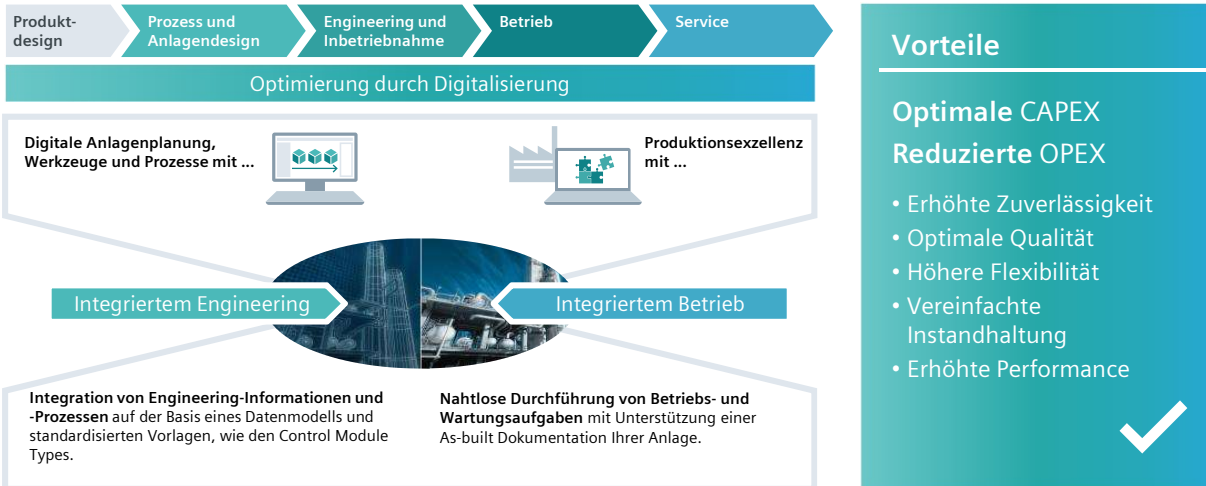 Produkt-
design
Prozess und
Anlagendesign
Engineering und
Inbetriebnahme
Betrieb
Service
Optimierung durch Digitalisierung
Digitale Anlagenplanung,
Werkzeuge und Prozesse mit ...
Produktionsexzellenz
mit ...
Integriertem Engineering
Integriertem Betrieb
Integration von Engineering-Informationen und
-Prozessen auf der Basis eines Datenmodells und
standardisierten Vorlagen, wie den Control Module
Types.
Nahtlose Durchführung von Betriebs- und
Wartungsaufgaben mit Unterstützung einer
As-built Dokumentation Ihrer Anlage.
Vorteile
Optimale CAPEX
Reduzierte OPEX
• Erhöhte Zuverlässigkeit
• Optimale Qualität
• Höhere Flexibilität
• Vereinfachte
Instandhaltung
• Erhöhte Performance